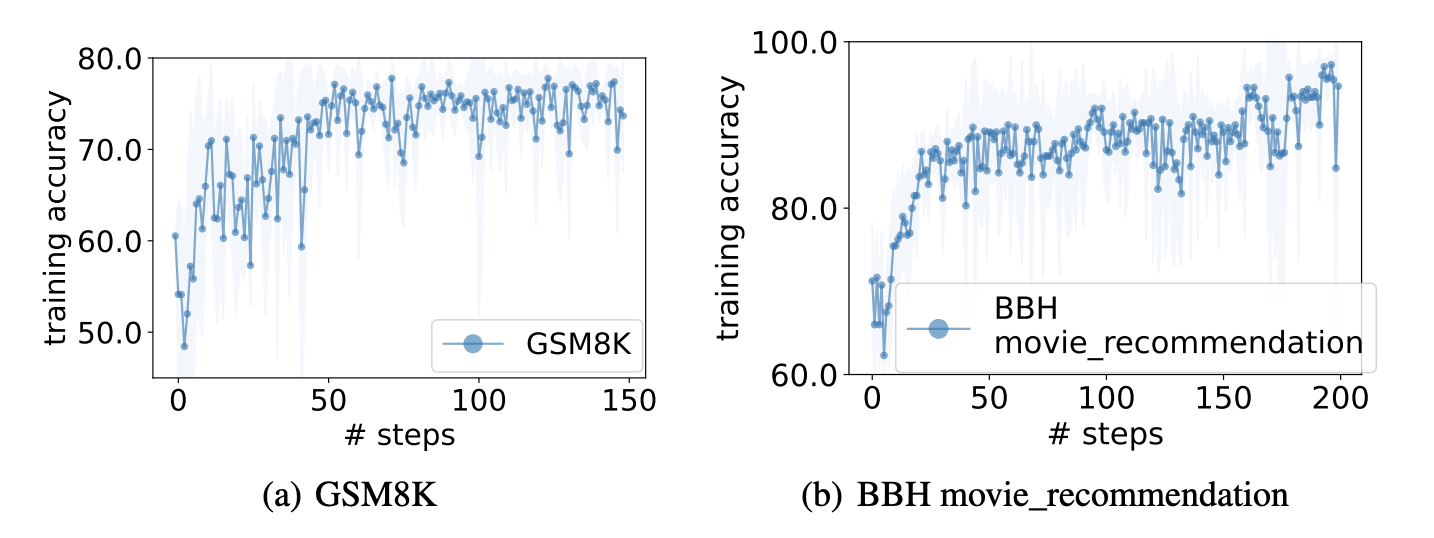 80.0
70.0
60.0
50.0
training accuracy
0 50 100 150
# steps
GSM8K
(a) GSM8K
100.0
80.0
60.0
training accuracy
0 50 100 150 200
# steps
BBH
movie_recommendation
(b) BBH movie_recommendation